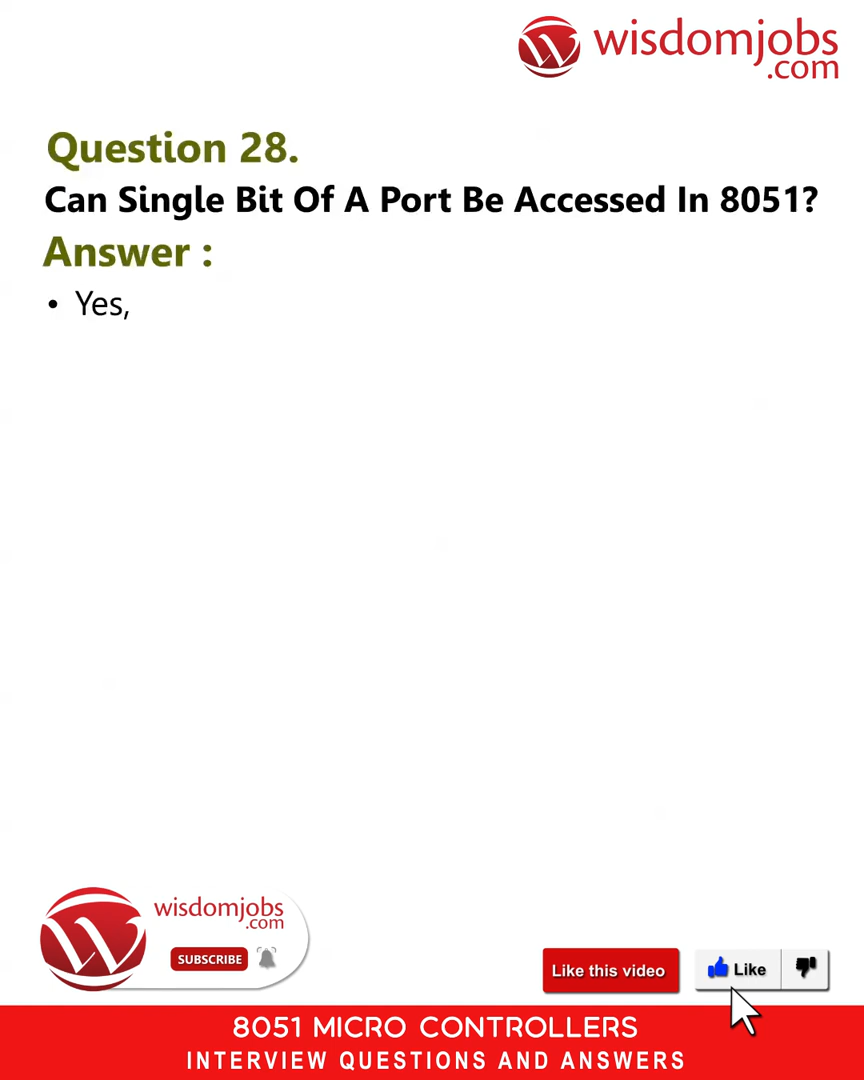 wisdomjobs
.com
Question 28.
Can Single Bit Of A Port Be Accessed In 8051?
Answer :
• Yes,
wisdomjobs
.com
SUBSCRIBE
Like this video
Like
8051 MICRO CONTROLLERS
INTERVIEW QUESTIONS AND ANSWERS